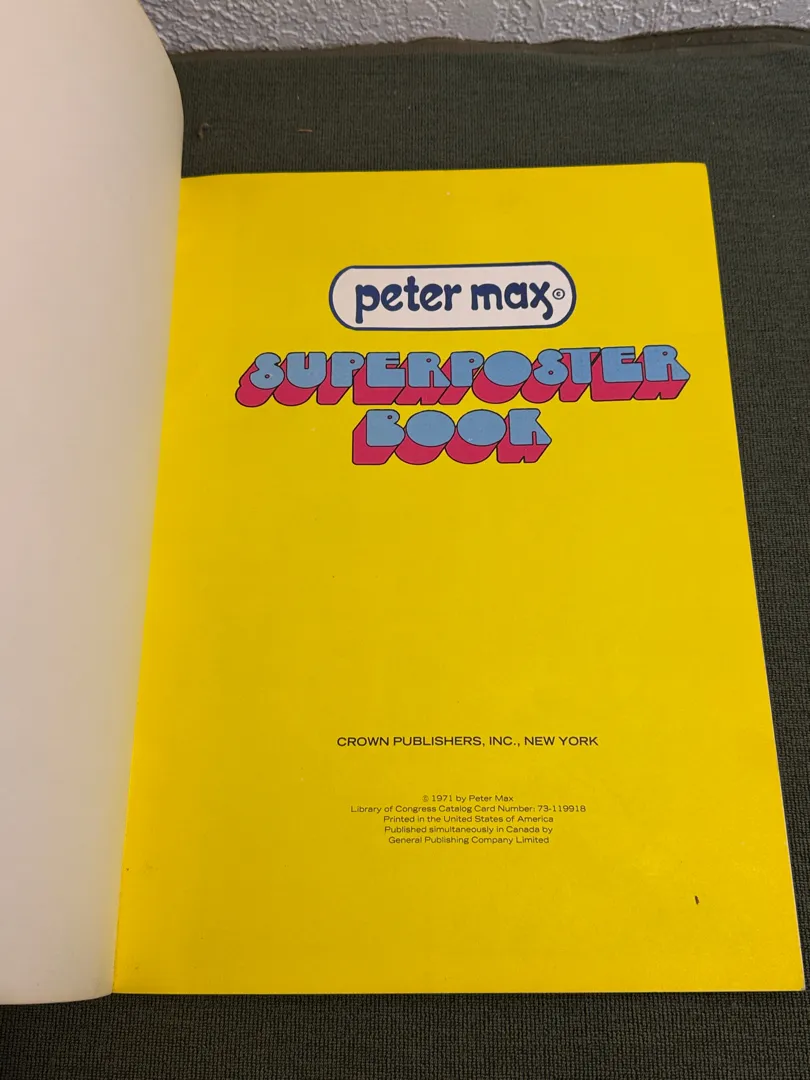 peter max©
SUPERPOSTER
BOOK
CROWN PUBLISHERS, INC., NEW YORK
© 1971 by Peter Max
Library of Congress Catalog Card Number: 73-119918
Printed in the United States of America
Published simultaneously in Canada by
General Publishing Company Limited